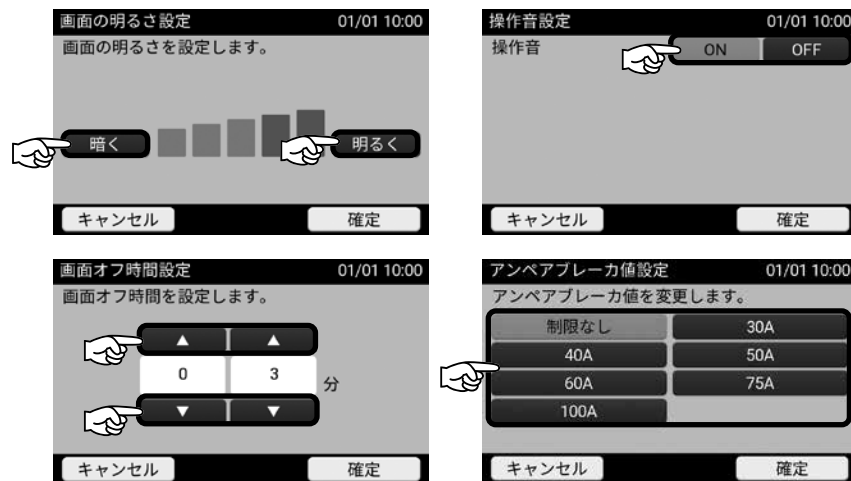 画面の明るさ設定 01/01 10:00
画面の明るさを設定します。
暗く 明るく
キャンセル 確定
操作音設定 01/01 10:00
操作音 ON OFF
キャンセル 確定
画面オフ時間設定 01/01 10:00
画面オフ時間を設定します。
▲ ▲
0 3 分
▼ ▼
キャンセル 確定
アンペアブレーカ値設定 01/01 10:00
アンペアブレーカ値を変更します。
制限なし 30A
40A 50A
60A 75A
100A
キャンセル 確定